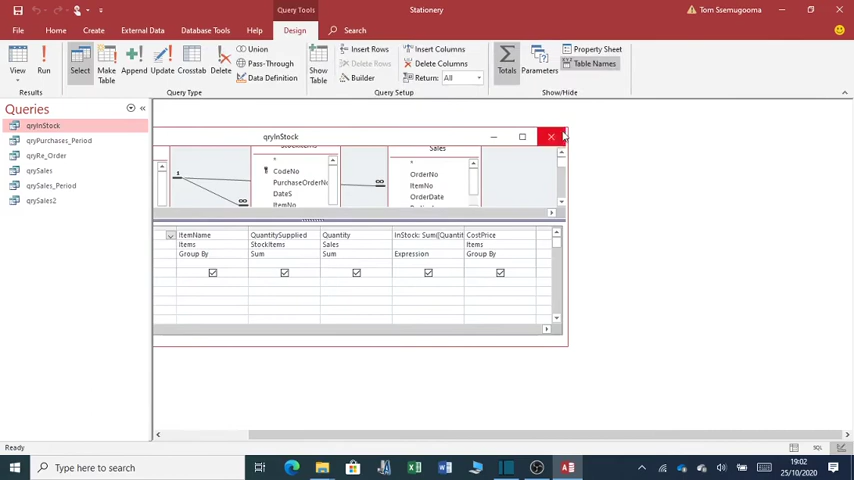 Query Tools
Stationery
Tom Ssemugooma
File
Home
Create
External Data
Database Tools
Help
Design
Search
View
Run
Results
Select
Make Table
Append
Update
Crosstab
Delete
Union
Pass-Through
Data Definition
Query Type
Show Table
Insert Rows
Delete Rows
Builder
Insert Columns
Delete Columns
Return: All
Query Setup
Totals
Parameters
Property Sheet
Table Names
Show/Hide
Queries
qryInStock
qryPurchases_Period
qryRe_Order
qrySales
qrySales_Period
qrySales2
qryInStock
StockItems
*
CodeNo
PurchaseOrderNo
DateS
ItemNo
Sales
*
OrderNo
ItemNo
OrderDate
ItemName QuantitySupplied Quantity InStock: Sum([Quantit CostPrice
Items StockItems Sales Items
Group By Sum Sum Expression Group By
Ready
SQL
Type here to search
19:02
25/10/2020